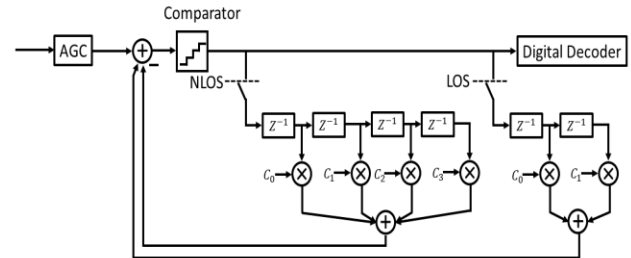 Comparator
AGC
+
−
Digital Decoder
NLOS
LOS
Z⁻¹ Z⁻¹ Z⁻¹ Z⁻¹ Z⁻¹ Z⁻¹
C₀ C₁ C₂ C₃ C₀ C₁
+ +